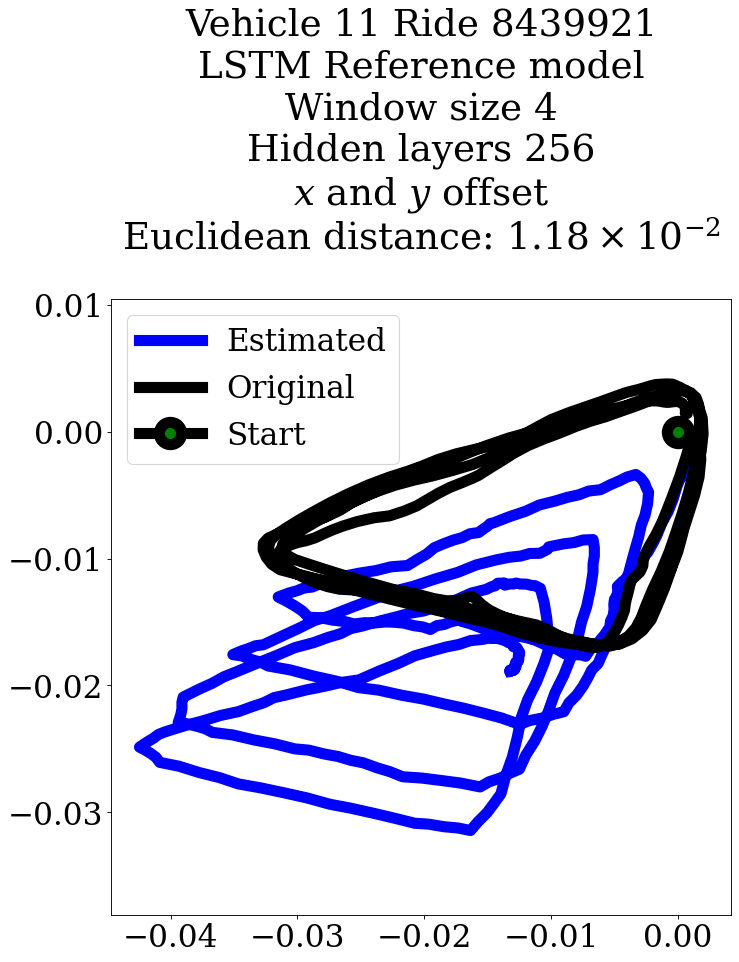 Vehicle 11 Ride 8439921
LSTM Reference model
Window size 4
Hidden layers 256
x and y offset
Euclidean distance: 1.18 × 10⁻²
0.01
0.00
−0.01
−0.02
−0.03
Estimated
Original
Start
−0.04 −0.03 −0.02 −0.01 0.00